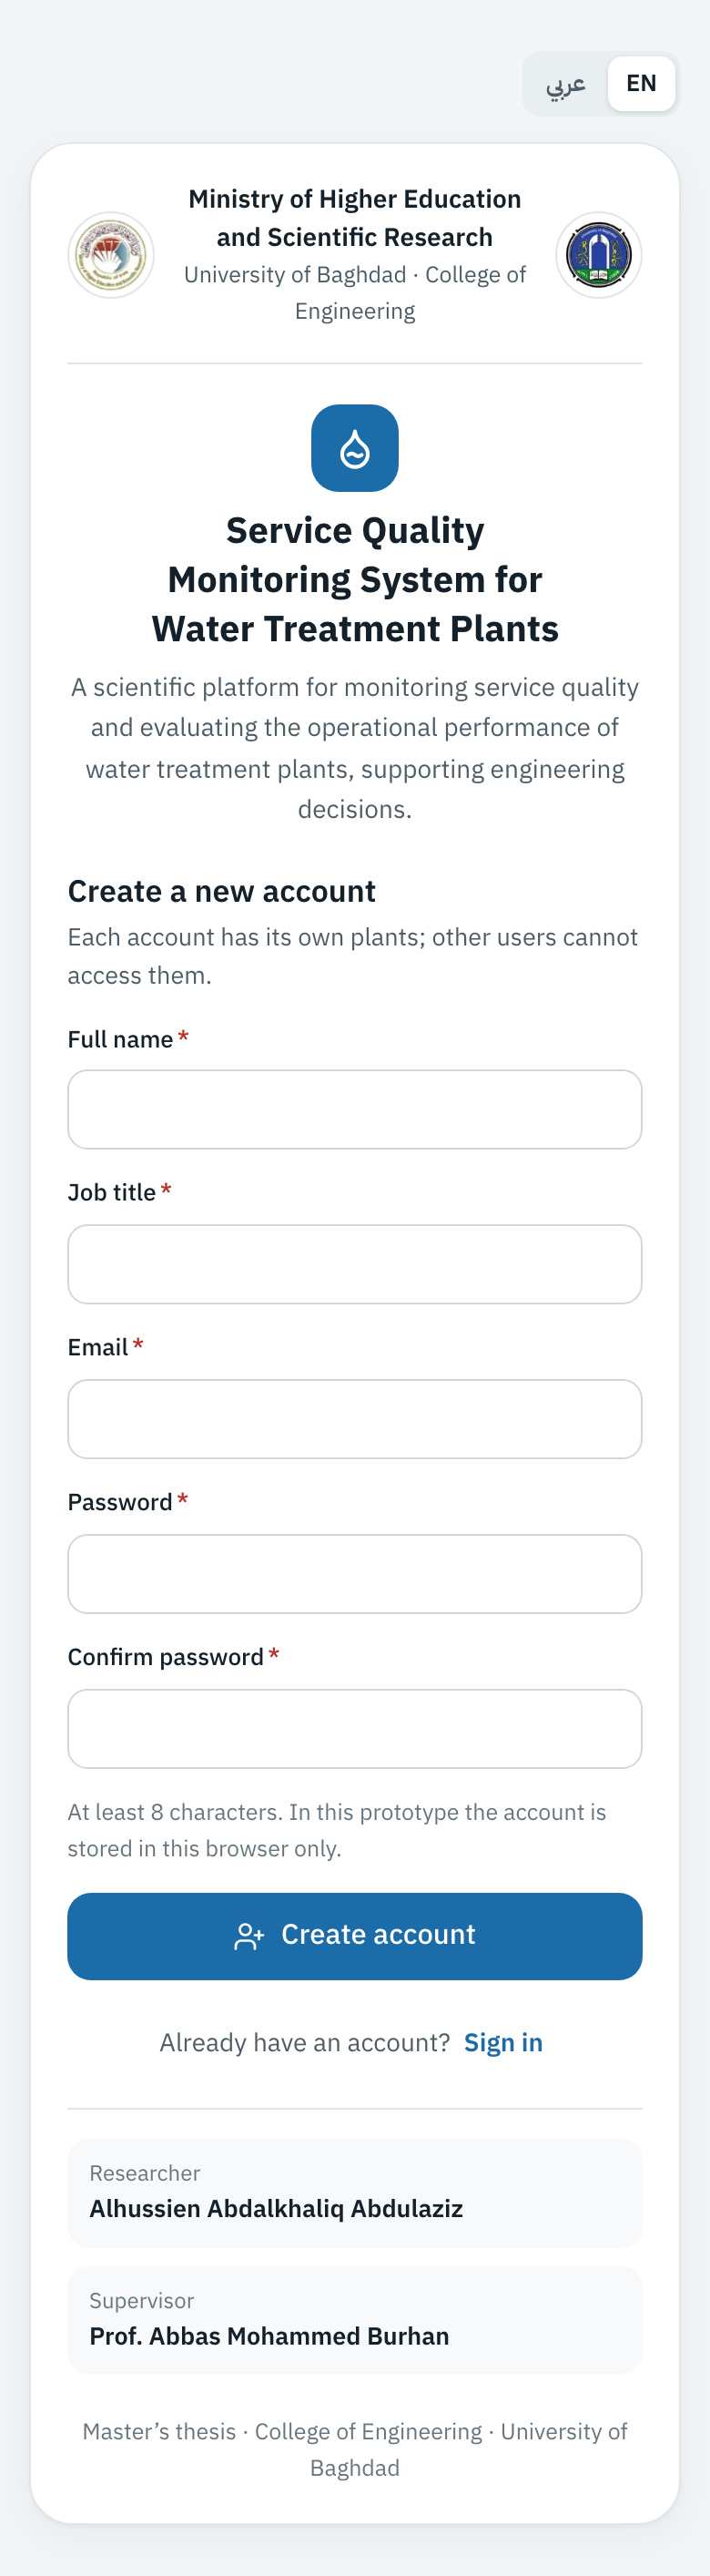 عربي EN
Ministry of Higher Education
and Scientific Research
University of Baghdad · College of
Engineering
Service Quality
Monitoring System for
Water Treatment Plants
A scientific platform for monitoring service quality
and evaluating the operational performance of
water treatment plants, supporting engineering
decisions.
Create a new account
Each account has its own plants; other users cannot
access them.
Full name *
Job title *
Email *
Password *
Confirm password *
At least 8 characters. In this prototype the account is
stored in this browser only.
Create account
Already have an account? Sign in
Researcher
Alhussien Abdalkhaliq Abdulaziz
Supervisor
Prof. Abbas Mohammed Burhan
Master’s thesis · College of Engineering · University of
Baghdad